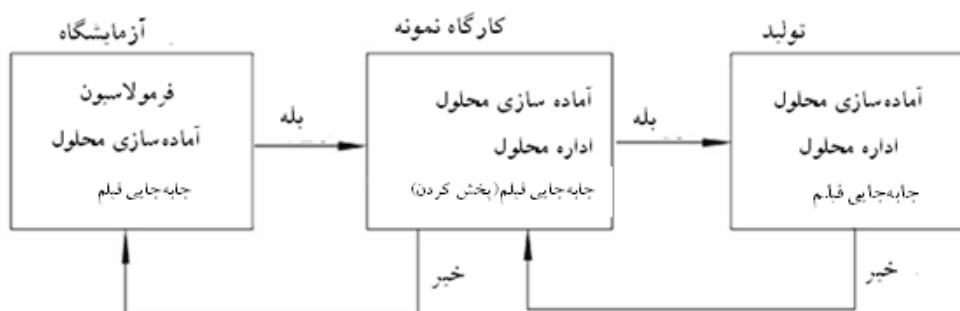 آزمایشگاه
فرمولاسیون
آماده‌سازی محلول
جابه‌جایی فیلم
بله
کارگاه نمونه
آماده سازی محلول
اداره محلول
جابه‌جایی فیلم(پخش کردن)
بله
تولید
آماده‌سازی محلول
اداره محلول
جابه‌جایی فیلم
خیر
خیر